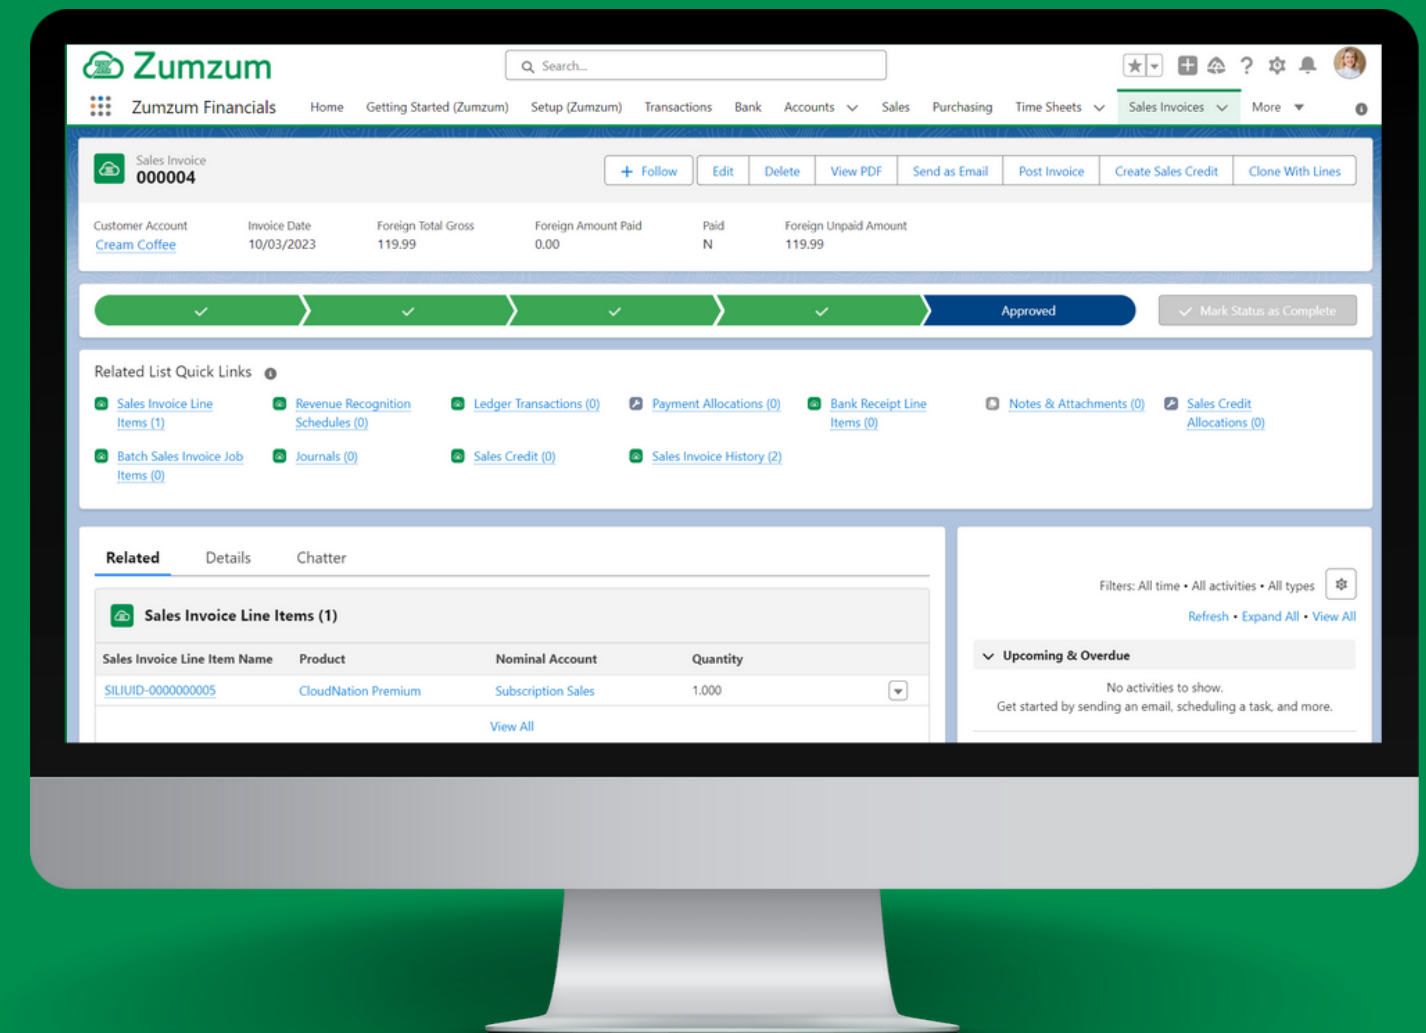 Zumzum
Search...
Zumzum Financials
Home Getting Started (Zumzum) Setup (Zumzum) Transactions Bank Accounts Sales Purchasing Time Sheets Sales Invoices More
Sales Invoice
000004
+ Follow Edit Delete View PDF Send as Email Post Invoice Create Sales Credit Clone With Lines
Customer Account Invoice Date Foreign Total Gross Foreign Amount Paid Paid Foreign Unpaid Amount
Cream Coffee 10/03/2023 119.99 0.00 N 119.99
Approved Mark Status as Complete
Related List Quick Links
Sales Invoice Line Items (1)
Revenue Recognition Schedules (0)
Ledger Transactions (0)
Payment Allocations (0)
Bank Receipt Line Items (0)
Notes & Attachments (0)
Sales Credit Allocations (0)
Batch Sales Invoice Job Items (0)
Journals (0)
Sales Credit (0)
Sales Invoice History (2)
Related Details Chatter
Sales Invoice Line Items (1)
Sales Invoice Line Item Name Product Nominal Account Quantity
SILIUID-0000000005 CloudNation Premium Subscription Sales 1.000
View All
Filters: All time • All activities • All types
Refresh • Expand All • View All
Upcoming & Overdue
No activities to show.
Get started by sending an email, scheduling a task, and more.